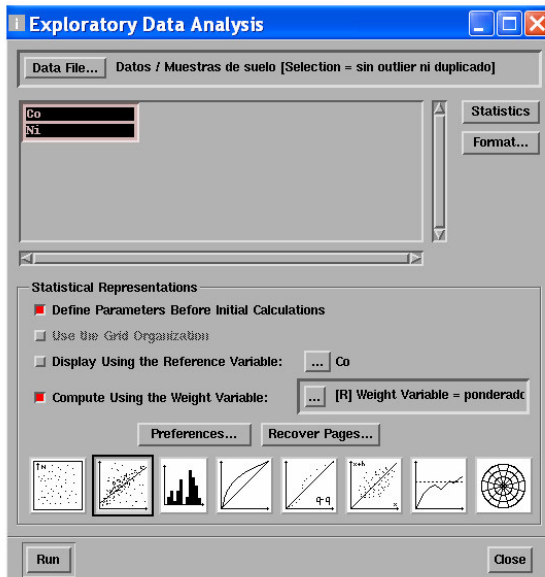 Exploratory Data Analysis
Data File... Datos / Muestras de suelo [Selection = sin outlier ni duplicado]
Co
Ni
Statistics
Format...
Statistical Representations
Define Parameters Before Initial Calculations
Use the Grid Organization
Display Using the Reference Variable: ... Co
Compute Using the Weight Variable: ... [R] Weight Variable = ponderado
Preferences... Recover Pages...
N
q-q
x+h
x
Run Close